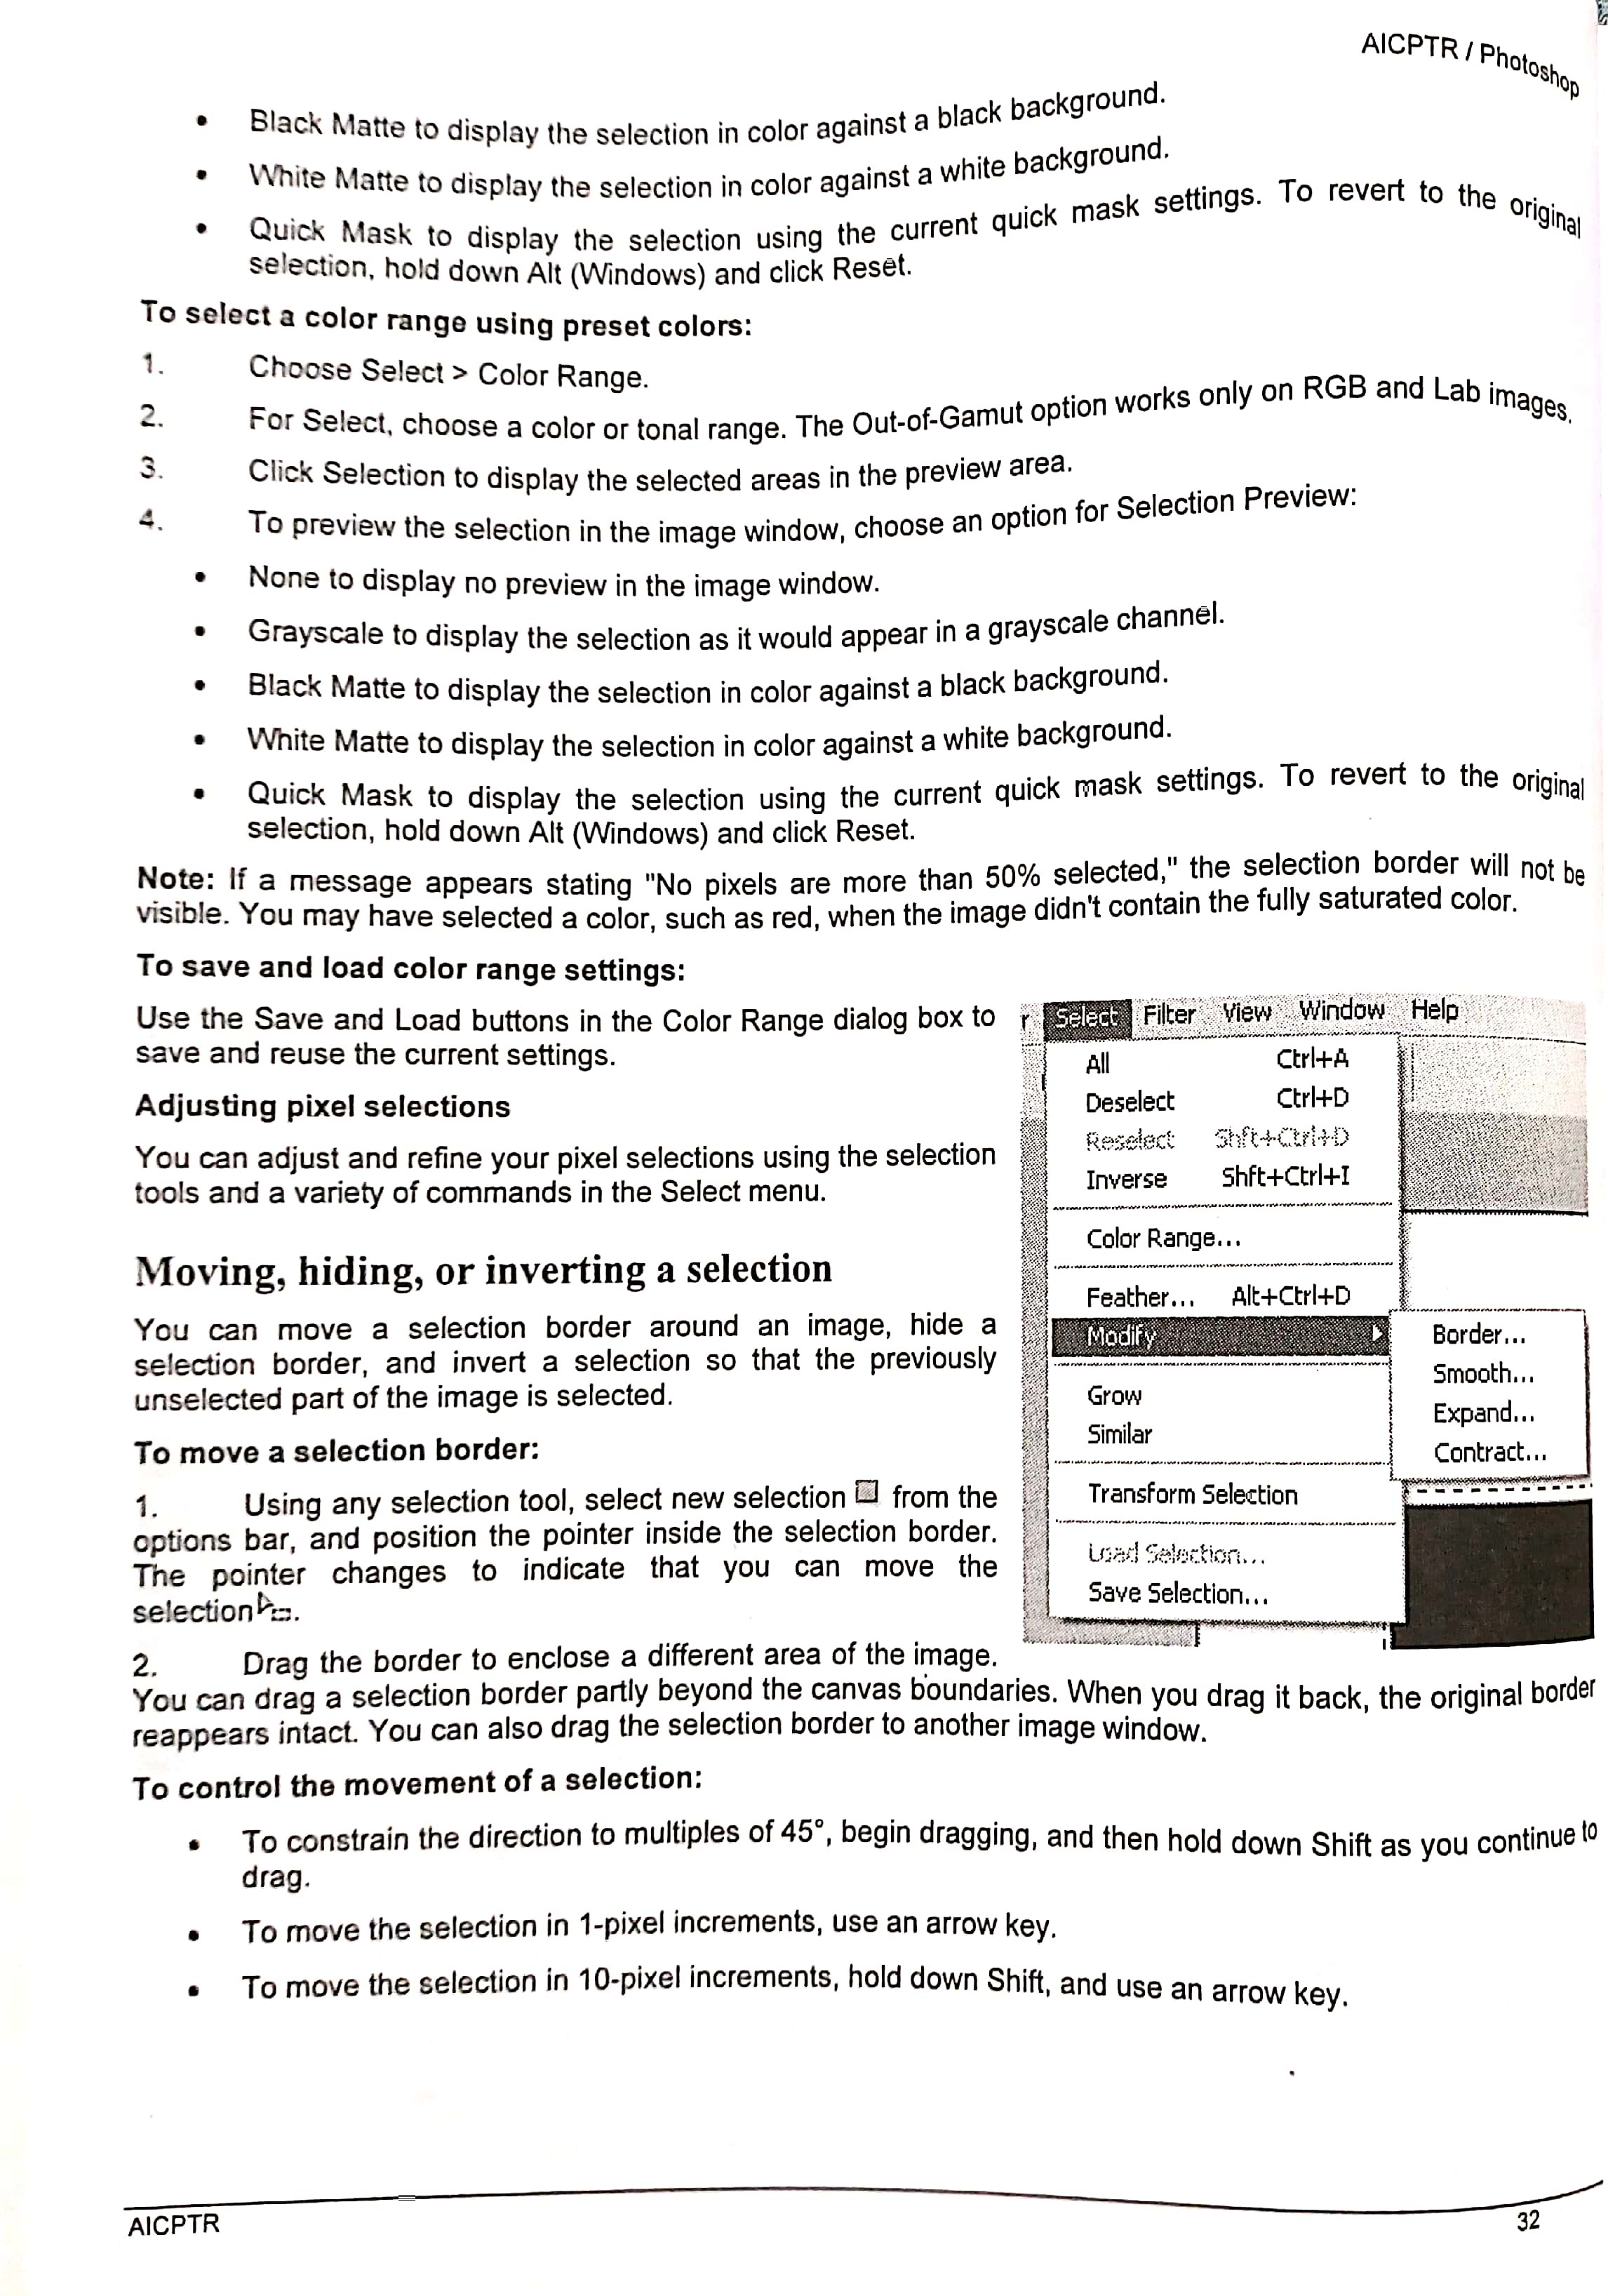 AICPTR / Photoshop
• Black Matte to display the selection in color against a black background.
• White Matte to display the selection in color against a white background.
• Quick Mask to display the selection using the current quick mask settings. To revert to the original
selection, hold down Alt (Windows) and click Reset.
To select a color range using preset colors:
1. Choose Select > Color Range.
2. For Select, choose a color or tonal range. The Out-of-Gamut option works only on RGB and Lab images.
3. Click Selection to display the selected areas in the preview area.
4. To preview the selection in the image window, choose an option for Selection Preview:
• None to display no preview in the image window.
• Grayscale to display the selection as it would appear in a grayscale channel.
• Black Matte to display the selection in color against a black background.
• White Matte to display the selection in color against a white background.
• Quick Mask to display the selection using the current quick mask settings. To revert to the original
selection, hold down Alt (Windows) and click Reset.
Note: If a message appears stating "No pixels are more than 50% selected," the selection border will not be
visible. You may have selected a color, such as red, when the image didn't contain the fully saturated color.
To save and load color range settings:
Use the Save and Load buttons in the Color Range dialog box to
save and reuse the current settings.
Adjusting pixel selections
You can adjust and refine your pixel selections using the selection
tools and a variety of commands in the Select menu.
Moving, hiding, or inverting a selection
You can move a selection border around an image, hide a
selection border, and invert a selection so that the previously
unselected part of the image is selected.
To move a selection border:
1. Using any selection tool, select new selection from the
options bar, and position the pointer inside the selection border.
The pointer changes to indicate that you can move the
selection.
2. Drag the border to enclose a different area of the image.
You can drag a selection border partly beyond the canvas boundaries. When you drag it back, the original border
reappears intact. You can also drag the selection border to another image window.
r Select Filter View Window Help
All Ctrl+A
Deselect Ctrl+D
Reselect Shft+Ctrl+D
Inverse Shft+Ctrl+I
Color Range...
Feather... Alt+Ctrl+D
Modify
Border...
Smooth...
Expand...
Contract...
Grow
Similar
Transform Selection
Load Selection...
Save Selection...
To control the movement of a selection:
• To constrain the direction to multiples of 45°, begin dragging, and then hold down Shift as you continue to
drag.
• To move the selection in 1-pixel increments, use an arrow key.
• To move the selection in 10-pixel increments, hold down Shift, and use an arrow key.
AICPTR 32